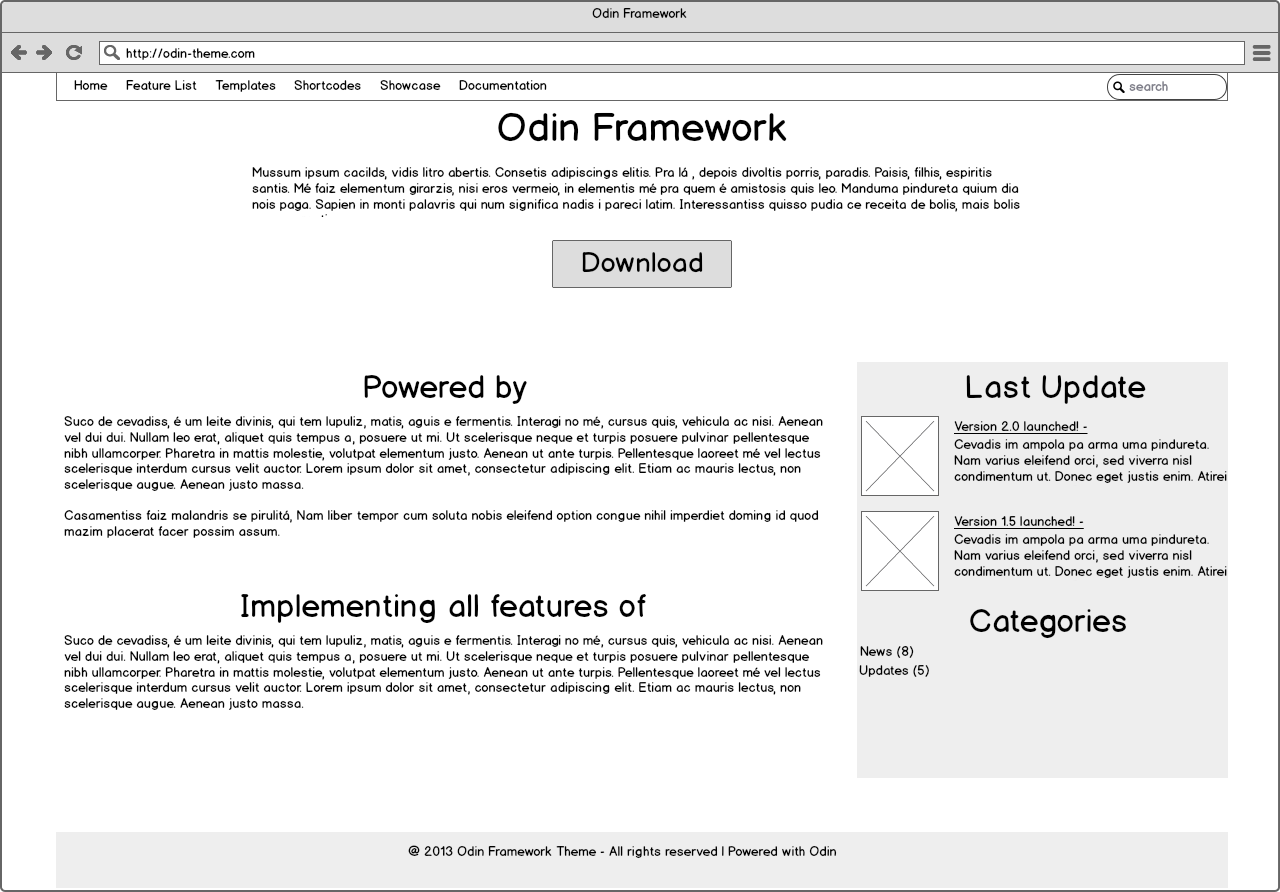 Odin Framework
http://odin-theme.com
Home Feature List Templates Shortcodes Showcase Documentation search
Odin Framework
Mussum ipsum cacilds, vidis litro abertis. Consetis adipiscings elitis. Pra lá , depois divoltis porris, paradis. Paisis, filhis, espiritis
santis. Mé faiz elementum girarzis, nisi eros vermeio, in elementis mé pra quem é amistosis quis leo. Manduma pindureta quium dia
nois paga. Sapien in monti palavris qui num significa nadis i pareci latim. Interessantiss quisso pudia ce receita de bolis, mais bolis
Download
Powered by
Suco de cevadiss, é um leite divinis, qui tem lupuliz, matis, aguis e fermentis. Interagi no mé, cursus quis, vehicula ac nisi. Aenean
vel dui dui. Nullam leo erat, aliquet quis tempus a, posuere ut mi. Ut scelerisque neque et turpis posuere pulvinar pellentesque
nibh ullamcorper. Pharetra in mattis molestie, volutpat elementum justo. Aenean ut ante turpis. Pellentesque laoreet mé vel lectus
scelerisque interdum cursus velit auctor. Lorem ipsum dolor sit amet, consectetur adipiscing elit. Etiam ac mauris lectus, non
scelerisque augue. Aenean justo massa.
Casamentiss faiz malandris se pirulitá, Nam liber tempor cum soluta nobis eleifend option congue nihil imperdiet doming id quod
mazim placerat facer possim assum.
Implementing all features of
Suco de cevadiss, é um leite divinis, qui tem lupuliz, matis, aguis e fermentis. Interagi no mé, cursus quis, vehicula ac nisi. Aenean
vel dui dui. Nullam leo erat, aliquet quis tempus a, posuere ut mi. Ut scelerisque neque et turpis posuere pulvinar pellentesque
nibh ullamcorper. Pharetra in mattis molestie, volutpat elementum justo. Aenean ut ante turpis. Pellentesque laoreet mé vel lectus
scelerisque interdum cursus velit auctor. Lorem ipsum dolor sit amet, consectetur adipiscing elit. Etiam ac mauris lectus, non
scelerisque augue. Aenean justo massa.
Last Update
Version 2.0 launched! -
Cevadis im ampola pa arma uma pindureta.
Nam varius eleifend orci, sed viverra nisl
condimentum ut. Donec eget justis enim. Atirei
Version 1.5 launched! -
Cevadis im ampola pa arma uma pindureta.
Nam varius eleifend orci, sed viverra nisl
condimentum ut. Donec eget justis enim. Atirei
Categories
News (8)
Updates (5)
@ 2013 Odin Framework Theme - All rights reserved | Powered with Odin